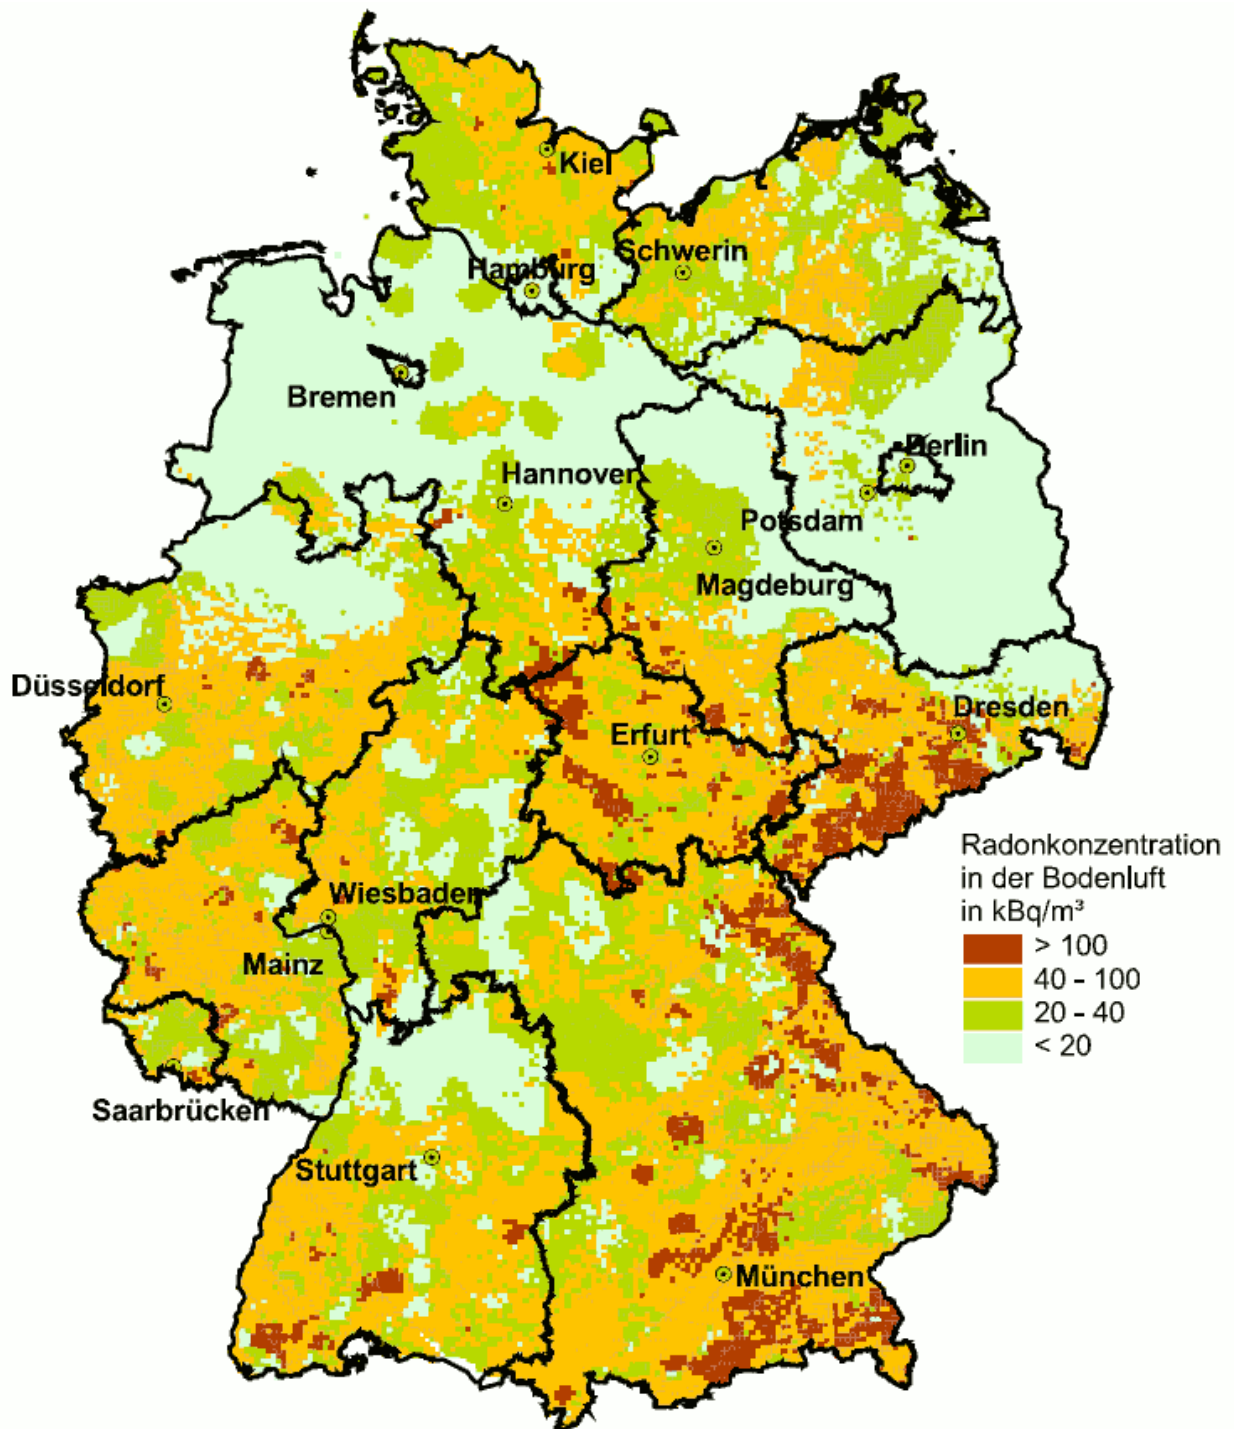 Kiel
Schwerin
Hamburg
Bremen
Berlin
Hannover
Potsdam
Magdeburg
Düsseldorf
Dresden
Erfurt
Radonkonzentration
in der Bodenluft
in kBq/m³
> 100
40 - 100
20 - 40
< 20
Wiesbaden
Mainz
Saarbrücken
Stuttgart
München